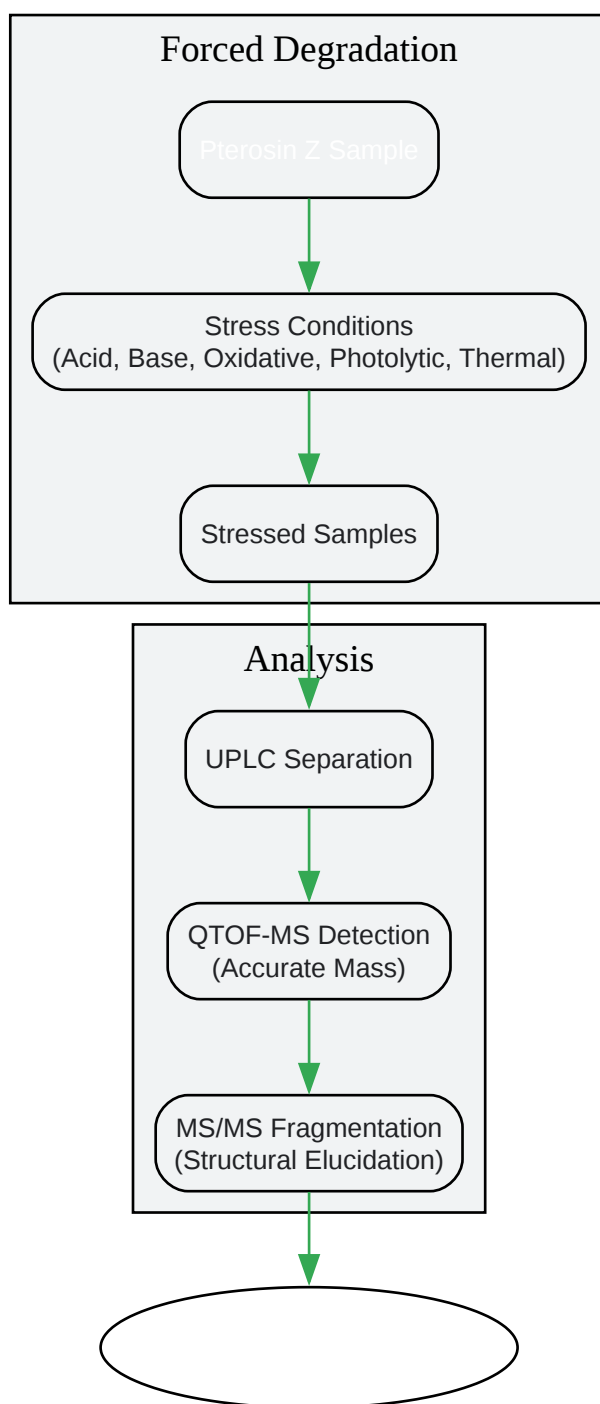 Forced Degradation
Pterosin Z Sample
Stress Conditions
(Acid, Base, Oxidative, Photolytic, Thermal)
Stressed Samples
Analysis
UPLC Separation
QTOF-MS Detection
(Accurate Mass)
MS/MS Fragmentation
(Structural Elucidation)